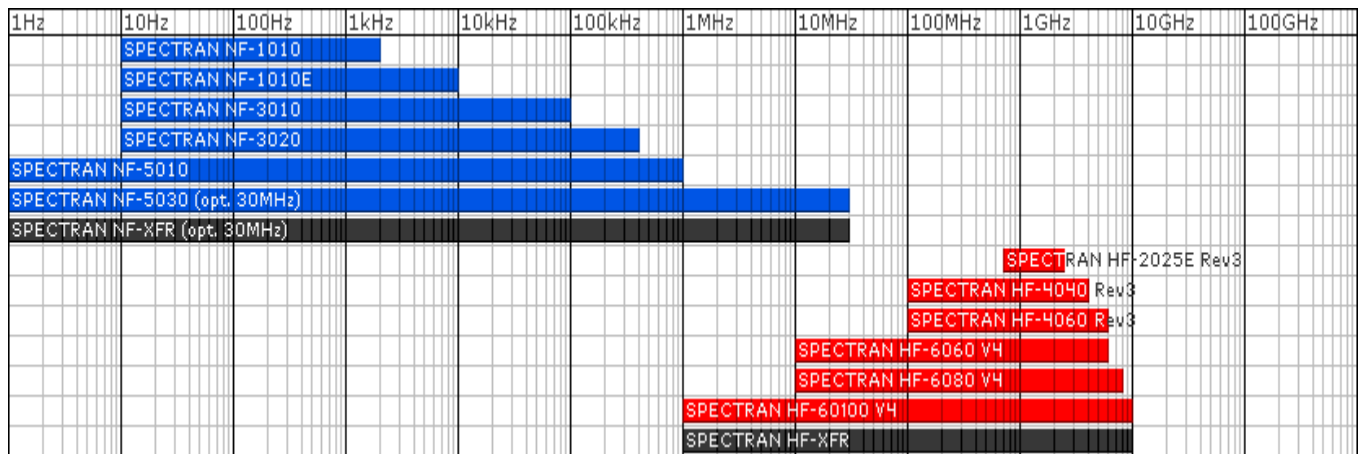 1Hz 10Hz 100Hz 1kHz 10kHz 100kHz 1MHz 10MHz 100MHz 1GHz 10GHz 100GHz
SPECTRAN NF-1010
SPECTRAN NF-1010E
SPECTRAN NF-3010
SPECTRAN NF-3020
SPECTRAN NF-5010
SPECTRAN NF-5030 (opt. 30MHz)
SPECTRAN NF-XFR (opt. 30MHz)
SPECTRAN HF-2025E Rev3
SPECTRAN HF-4040 Rev3
SPECTRAN HF-4060 Rev3
SPECTRAN HF-6060 V4
SPECTRAN HF-6080 V4
SPECTRAN HF-60100 V4
SPECTRAN HF-XFR